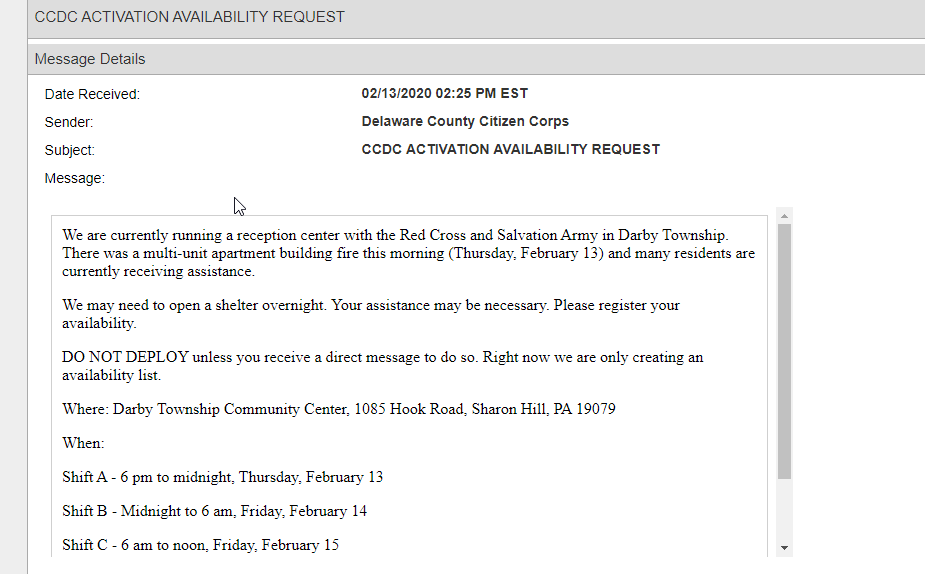 CCDC ACTIVATION AVAILABILITY REQUEST
Message Details
Date Received: 02/13/2020 02:25 PM EST
Sender: Delaware County Citizen Corps
Subject: CCDC ACTIVATION AVAILABILITY REQUEST
Message:
We are currently running a reception center with the Red Cross and Salvation Army in Darby Township.
There was a multi-unit apartment building fire this morning (Thursday, February 13) and many residents are
currently receiving assistance.
We may need to open a shelter overnight. Your assistance may be necessary. Please register your
availability.
DO NOT DEPLOY unless you receive a direct message to do so. Right now we are only creating an
availability list.
Where: Darby Township Community Center, 1085 Hook Road, Sharon Hill, PA 19079
When:
Shift A - 6 pm to midnight, Thursday, February 13
Shift B - Midnight to 6 am, Friday, February 14
Shift C - 6 am to noon, Friday, February 15